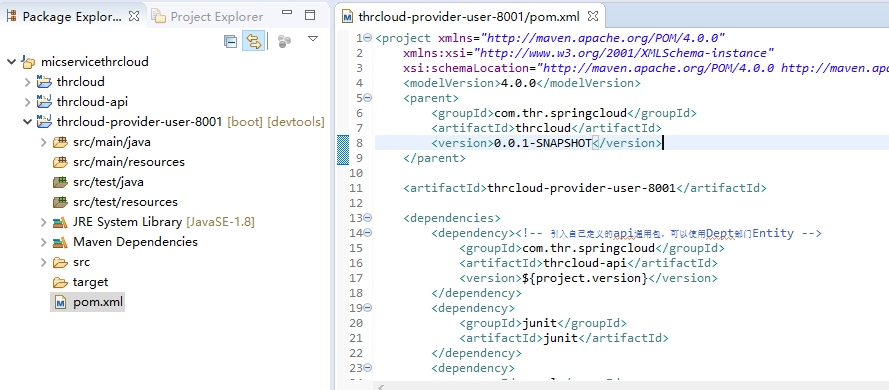 Package Explor...
Project Explorer
micservicethrcloud
thrcloud
thrcloud-api
thrcloud-provider-user-8001 [boot] [devtools]
src/main/java
src/main/resources
src/test/java
src/test/resources
JRE System Library [JavaSE-1.8]
Maven Dependencies
src
target
pom.xml
thrcloud-provider-user-8001/pom.xml
1 <project xmlns="http://maven.apache.org/POM/4.0.0"
2 xmlns:xsi="http://www.w3.org/2001/XMLSchema-instance"
3 xsi:schemaLocation="http://maven.apache.org/POM/4.0.0 http://maven.apa
4 <modelVersion>4.0.0</modelVersion>
5 <parent>
6 <groupId>com.thr.springcloud</groupId>
7 <artifactId>thrcloud</artifactId>
8 <version>0.0.1-SNAPSHOT</version>
9 </parent>
10
11 <artifactId>thrcloud-provider-user-8001</artifactId>
12
13 <dependencies>
14 <dependency><!-- 引入自己定义的api通用包，可以使用Dept部门Entity -->
15 <groupId>com.thr.springcloud</groupId>
16 <artifactId>thrcloud-api</artifactId>
17 <version>${project.version}</version>
18 </dependency>
19 <dependency>
20 <groupId>junit</groupId>
21 <artifactId>junit</artifactId>
22 </dependency>
23 <dependency>